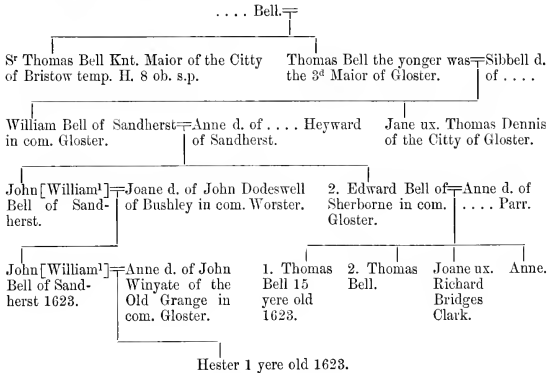 . . . . Bell.
Sʳ Thomas Bell Knt. Maior of the Citty
of Bristow temp. H. 8 ob. s.p.
Thomas Bell the yonger was
the 3ᵈ Maior of Gloster.
Sibbell d.
of . . . .
William Bell of Sandherst
in com. Gloster.
Anne d. of . . . . Heyward
of Sandherst.
Jane ux. Thomas Dennis
of the Citty of Gloster.
John [William¹]
Bell of Sand-
herst.
Joane d. of John Dodeswell
of Bushley in com. Worster.
2. Edward Bell of
Sherborne in com.
Gloster.
Anne d. of
. . . . Parr.
John [William¹]
Bell of Sand-
herst 1623.
Anne d. of John
Winyate of the
Old Grange in
com. Gloster.
1. Thomas
Bell 15
yere old
1623.
2. Thomas
Bell.
Joane ux.
Richard
Bridges
Clark.
Anne.
Hester 1 yere old 1623.